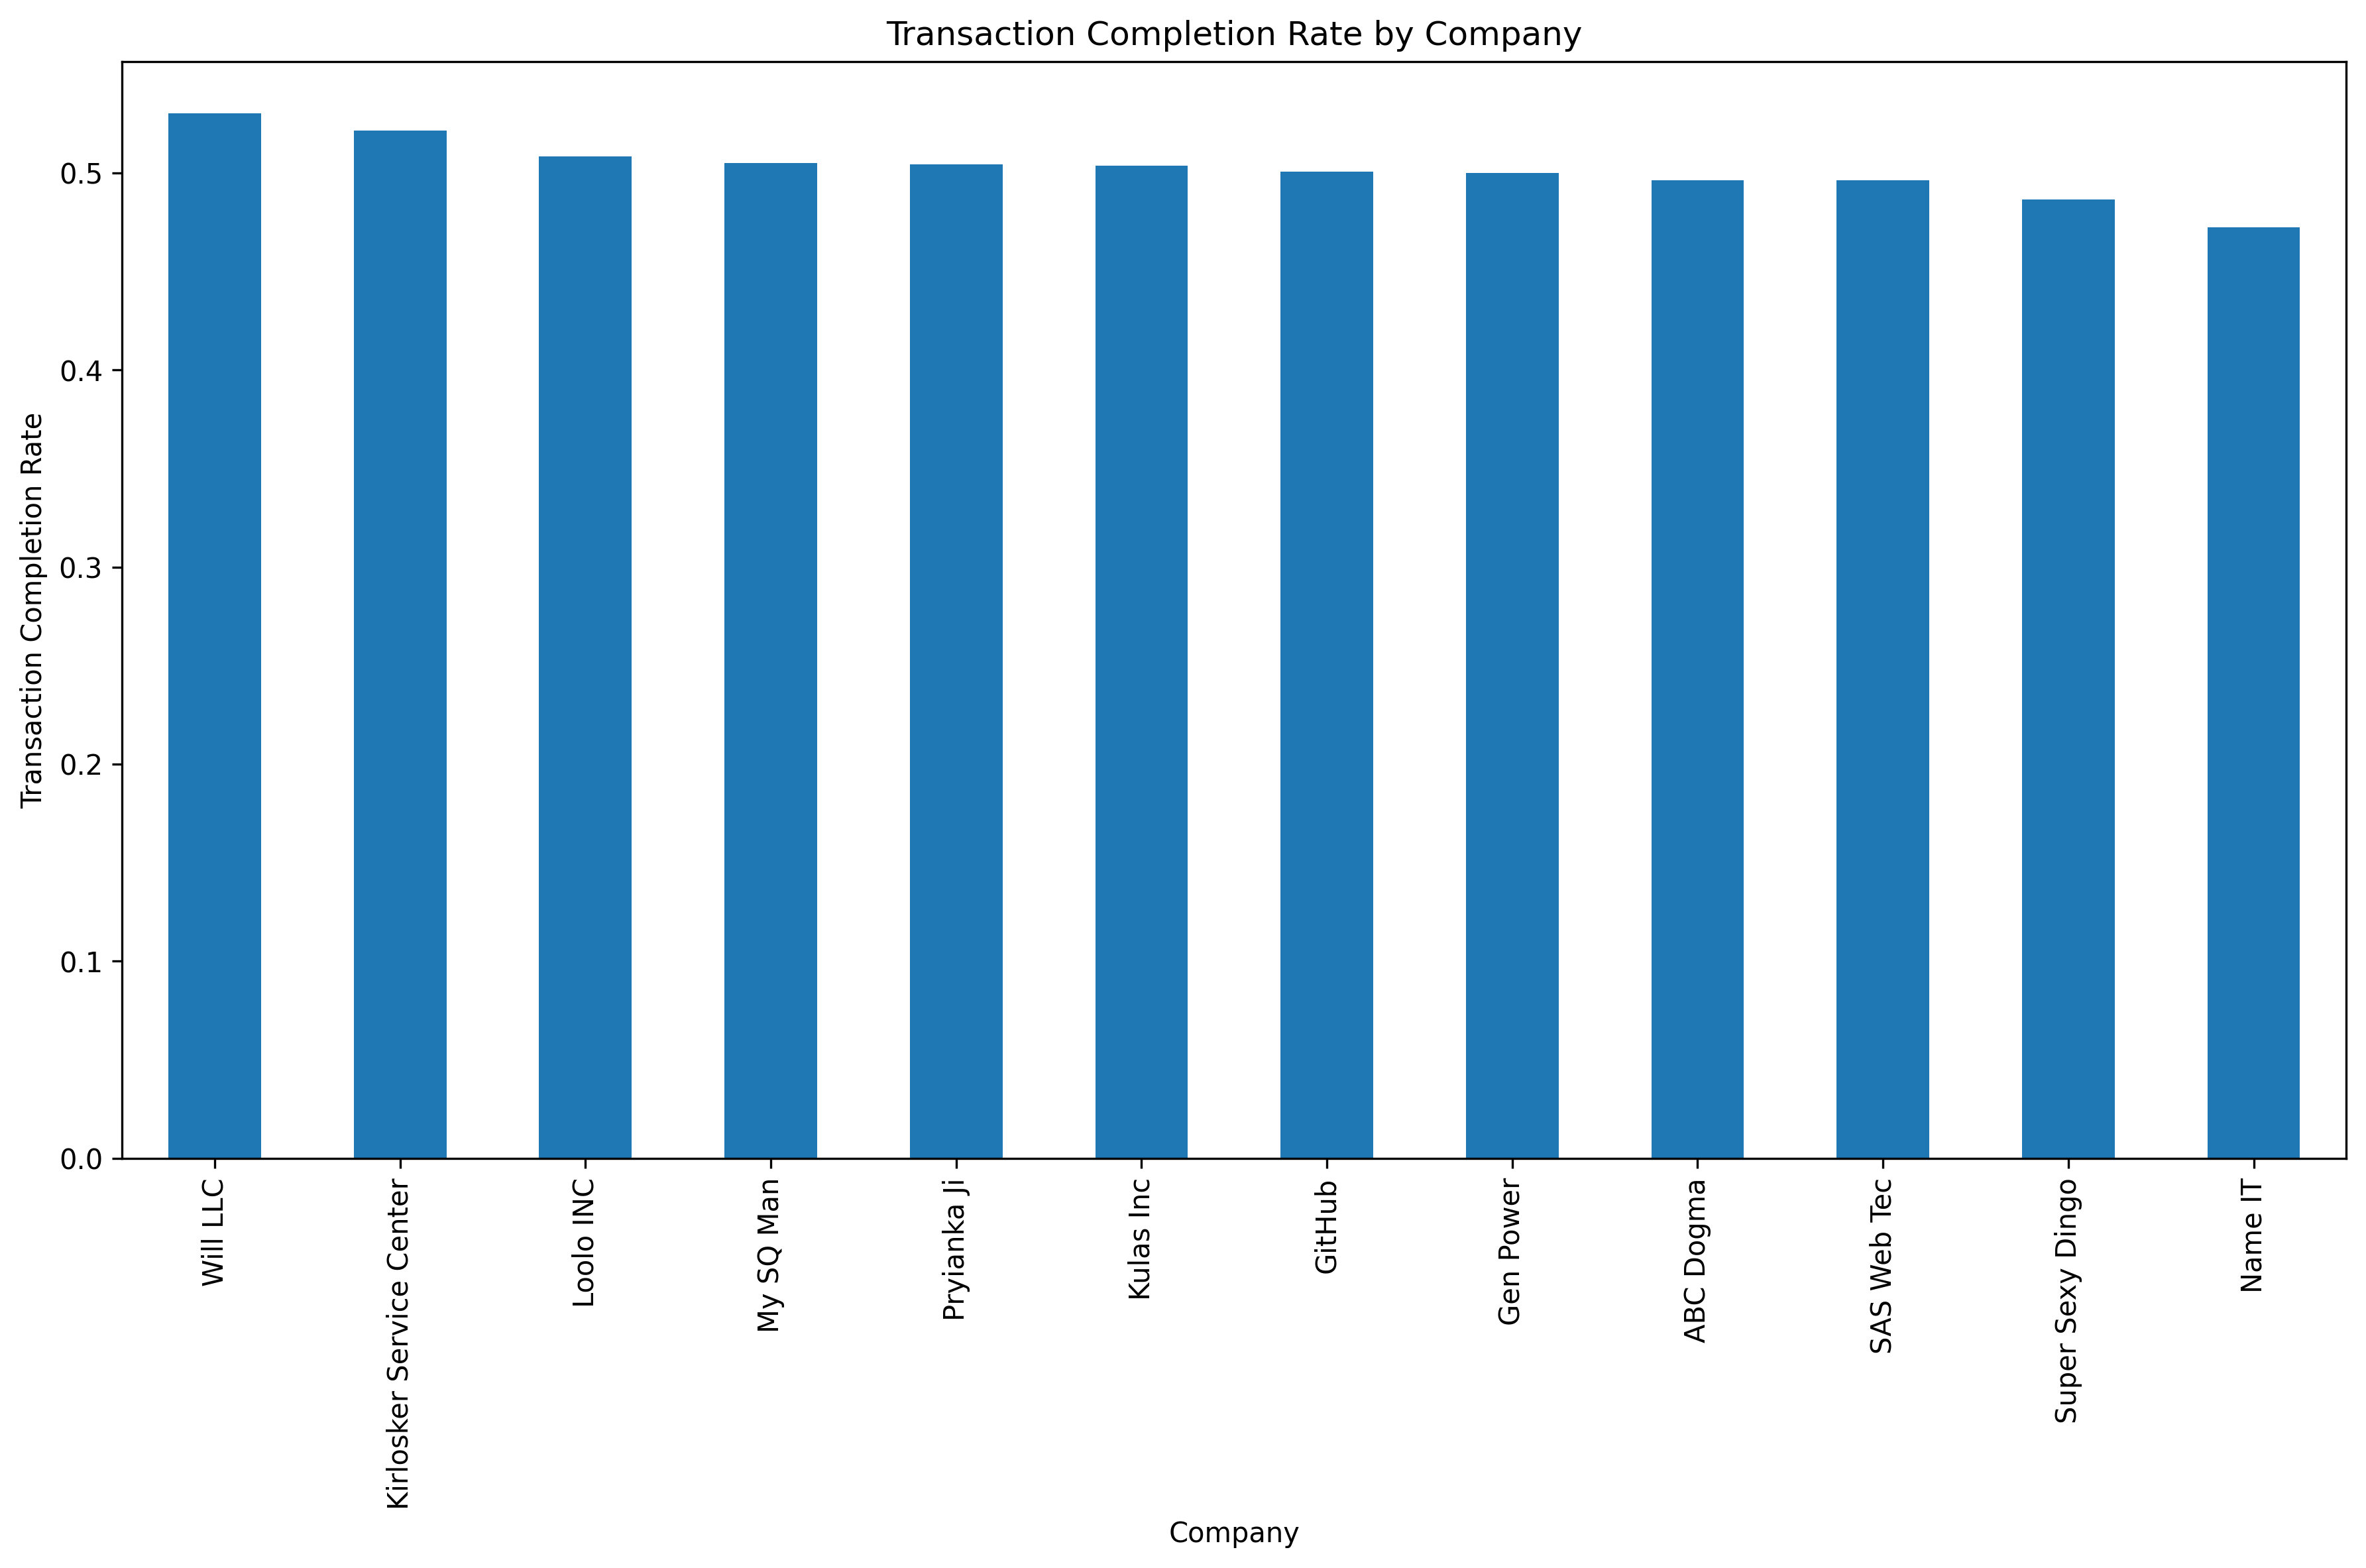 Transaction Completion Rate by Company
Transaction Completion Rate
0.5
0.4
0.3
0.2
0.1
0.0
Will LLC
Kirlosker Service Center
Loolo INC
My SQ Man
Pryianka Ji
Kulas Inc
GitHub
Gen Power
ABC Dogma
SAS Web Tec
Super Sexy Dingo
Name IT
Company